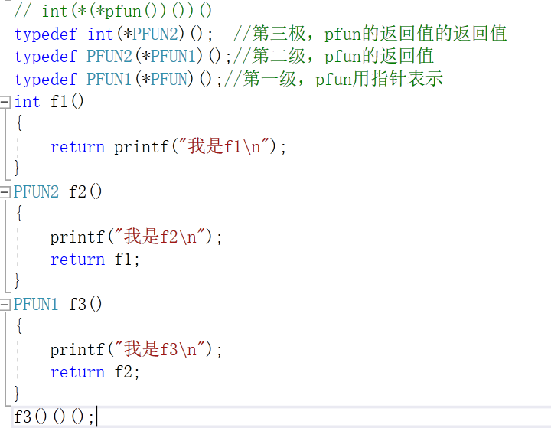 // int(*(*pfun())())()
typedef int(*PFUN2)();  //第三极，pfun的返回值的返回值
typedef PFUN2(*PFUN1)();//第二级，pfun的返回值
typedef PFUN1(*PFUN)();//第一级，pfun用指针表示
int f1()
{
    return printf("我是f1\n");
}
PFUN2 f2()
{
    printf("我是f2\n");
    return f1;
}
PFUN1 f3()
{
    printf("我是f3\n");
    return f2;
}
f3()()();